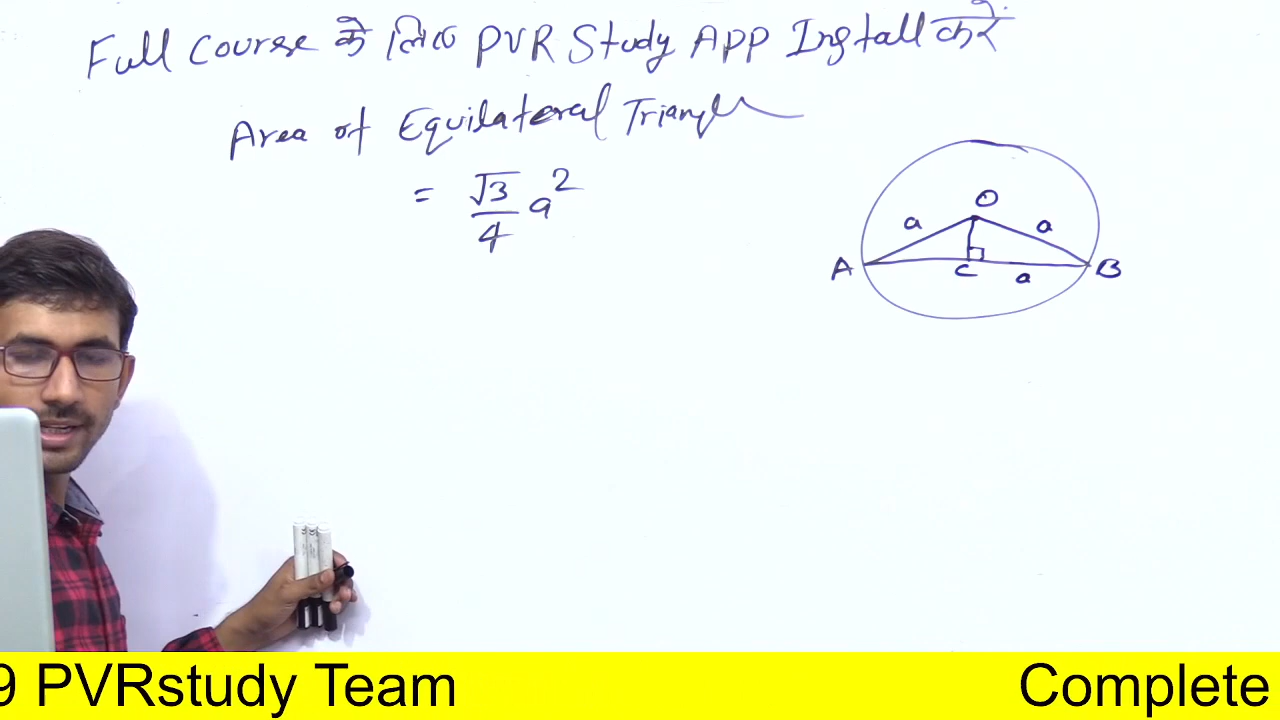 Full Course के लिए PVR Study APP Install करे
Area of Equilateral Triangle
= √3/4 a²
O
a a
A C B
a
9 PVRstudy Team Complete